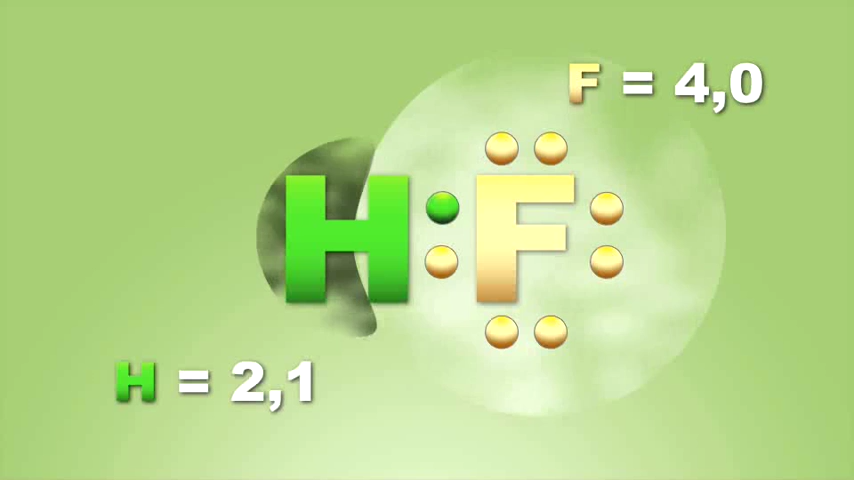 F = 4,0
H F
H = 2,1